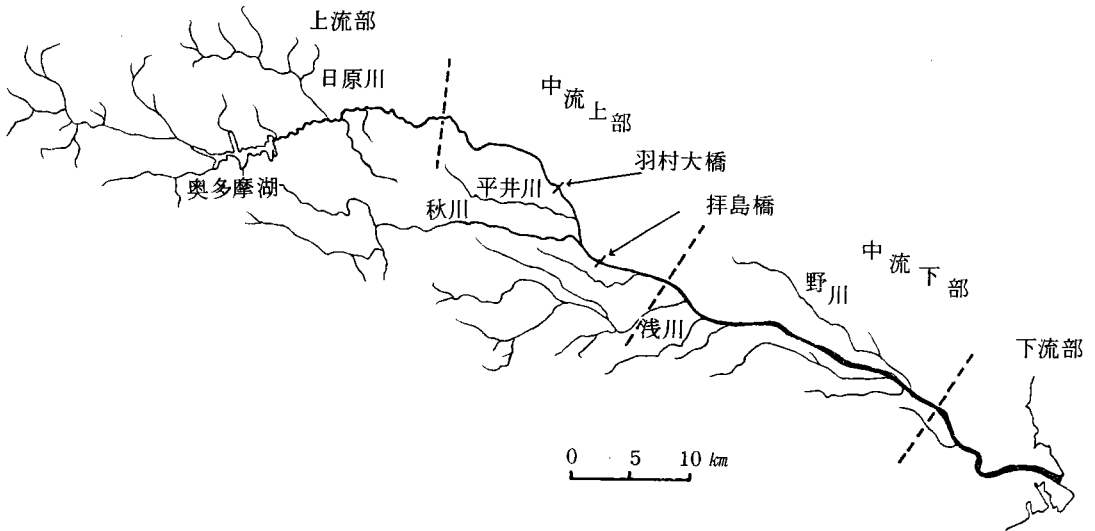 上流部
日原川
中流上部
羽村大橋
奥多摩湖
平井川
秋川
拝島橋
中流下部
野川
浅川
下流部
0 5 10 km